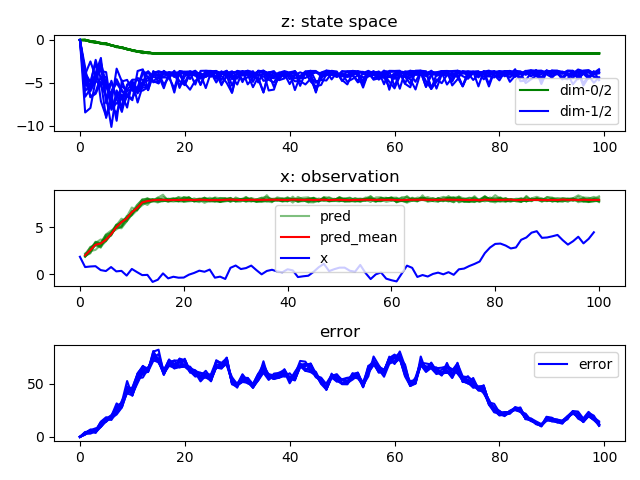 z: state space
0
−5
−10
dim-0/2
dim-1/2
0 20 40 60 80 100
x: observation
5
0
pred
pred_mean
x
0 20 40 60 80 100
error
50
0
error
0 20 40 60 80 100